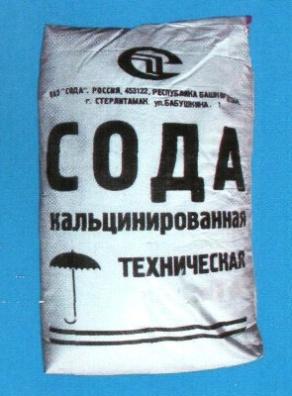 ОАО "СОДА". РОССИЯ, 453122, РЕСПУБЛИКА БАШКОРТОСТАН,
г. СТЕРЛИТАМАК. ул. БАБУШКИНА.
СОДА
кальцинированная
ТЕХНИЧЕСКАЯ